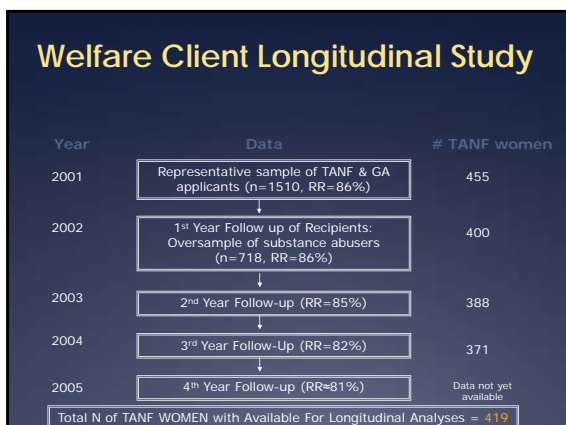 Welfare Client Longitudinal Study
Year Data # TANF women
2001 Representative sample of TANF & GA applicants (n=1510, RR=86%) 455
2002 1st Year Follow up of Recipients: Oversample of substance abusers (n=718, RR=86%) 400
2003 2nd Year Follow-up (RR=85%) 388
2004 3rd Year Follow-Up (RR=82%) 371
2005 4th Year Follow-up (RR≈81%) Data not yet available
Total N of TANF WOMEN with Available For Longitudinal Analyses = 419